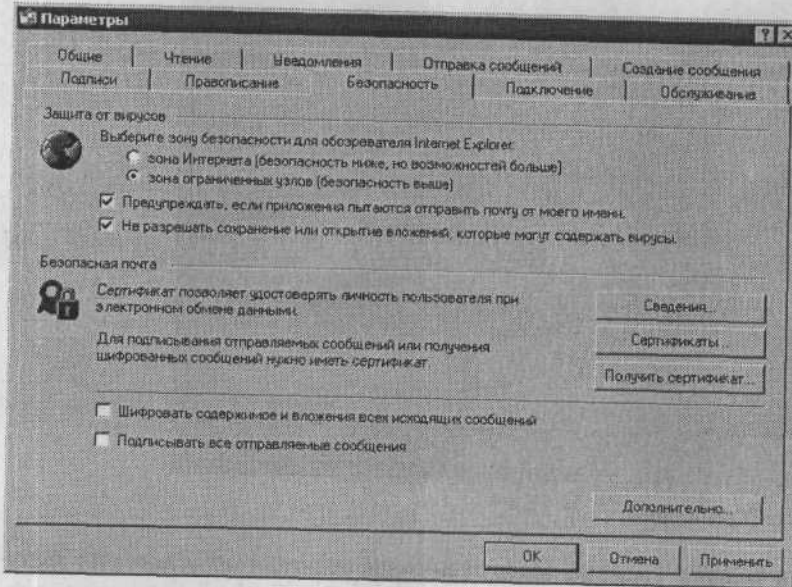 Параметры
Общие Чтение Уведомления Отправка сообщений Создание сообщения
Подписи Правописание Безопасность Подключение Обслуживание
Защита от вирусов
Выберите зону безопасности для обозревателя Internet Explorer:
зона Интернета (безопасность ниже, но возможностей больше)
зона ограниченных узлов (безопасность выше)
Предупреждать, если приложения пытаются отправить почту от моего имени.
Не разрешать сохранение или открытие вложений, которые могут содержать вирусы.
Безопасная почта
Сертификат позволяет удостоверять личность пользователя при
электронном обмене данными.
Сведения...
Для подписывания отправляемых сообщений или получения
шифрованных сообщений нужно иметь сертификат.
Сертификаты...
Получить сертификат...
Шифровать содержимое и вложения всех исходящих сообщений
Подписывать все отправляемые сообщения
Дополнительно...
OK Отмена Применить